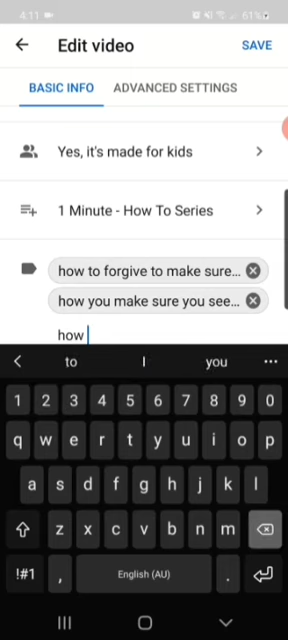 4:11 61%
Edit video SAVE
BASIC INFO ADVANCED SETTINGS
Yes, it's made for kids
1 Minute - How To Series
how to forgive to make sure...
how you make sure you see...
how
to I you
1 2 3 4 5 6 7 8 9 0
q w e r t y u i o p
a s d f g h j k l
z x c v b n m
!#1 , English (AU) .